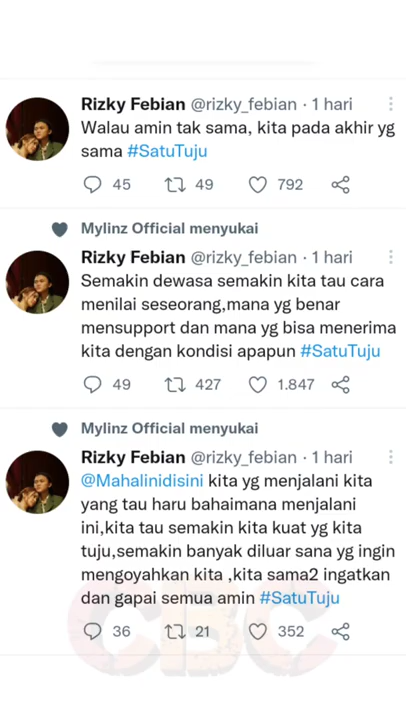 Rizky Febian @rizky_febian · 1 hari
Walau amin tak sama, kita pada akhir yg
sama #SatuTuju
45 49 792
Mylinz Official menyukai
Rizky Febian @rizky_febian · 1 hari
Semakin dewasa semakin kita tau cara
menilai seseorang,mana yg benar
mensupport dan mana yg bisa menerima
kita dengan kondisi apapun #SatuTuju
49 427 1.847
Mylinz Official menyukai
Rizky Febian @rizky_febian · 1 hari
@Mahalinidisini kita yg menjalani kita
yang tau haru bahaimana menjalani
ini,kita tau semakin kita kuat yg kita
tuju,semakin banyak diluar sana yg ingin
mengoyahkan kita ,kita sama2 ingatkan
dan gapai semua amin #SatuTuju
36 21 352
CBC